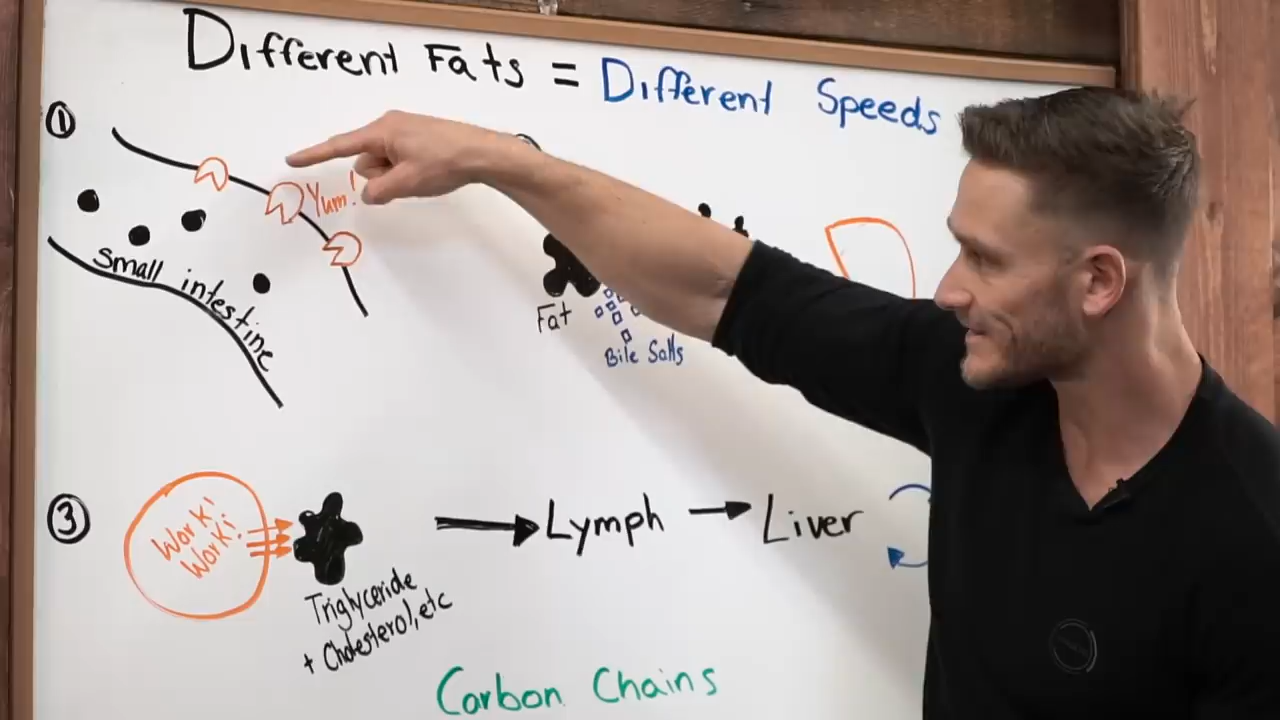 Different Fats = Different Speeds
1
Yum!
small intestine
Fat
Bile Salts
3
Work!
Work!
Triglyceride
+ Cholesterol, etc
Lymph
Liver
Carbon Chains